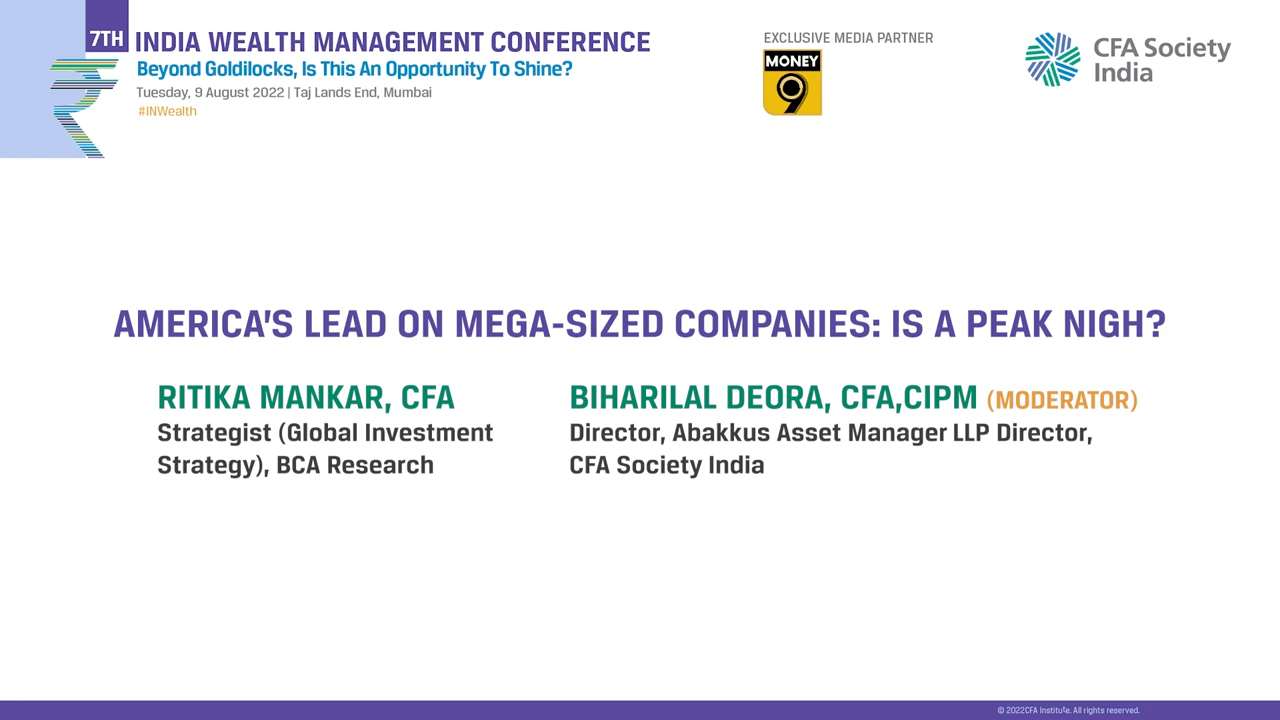 7TH INDIA WEALTH MANAGEMENT CONFERENCE
Beyond Goldilocks, Is This An Opportunity To Shine?
Tuesday, 9 August 2022 | Taj Lands End, Mumbai
#INWealth
EXCLUSIVE MEDIA PARTNER
MONEY
9
CFA Society
India
AMERICA'S LEAD ON MEGA-SIZED COMPANIES: IS A PEAK NIGH?
RITIKA MANKAR, CFA
Strategist (Global Investment
Strategy), BCA Research
BIHARILAL DEORA, CFA,CIPM (MODERATOR)
Director, Abakkus Asset Manager LLP Director,
CFA Society India
© 2022CFA Institute. All rights reserved.